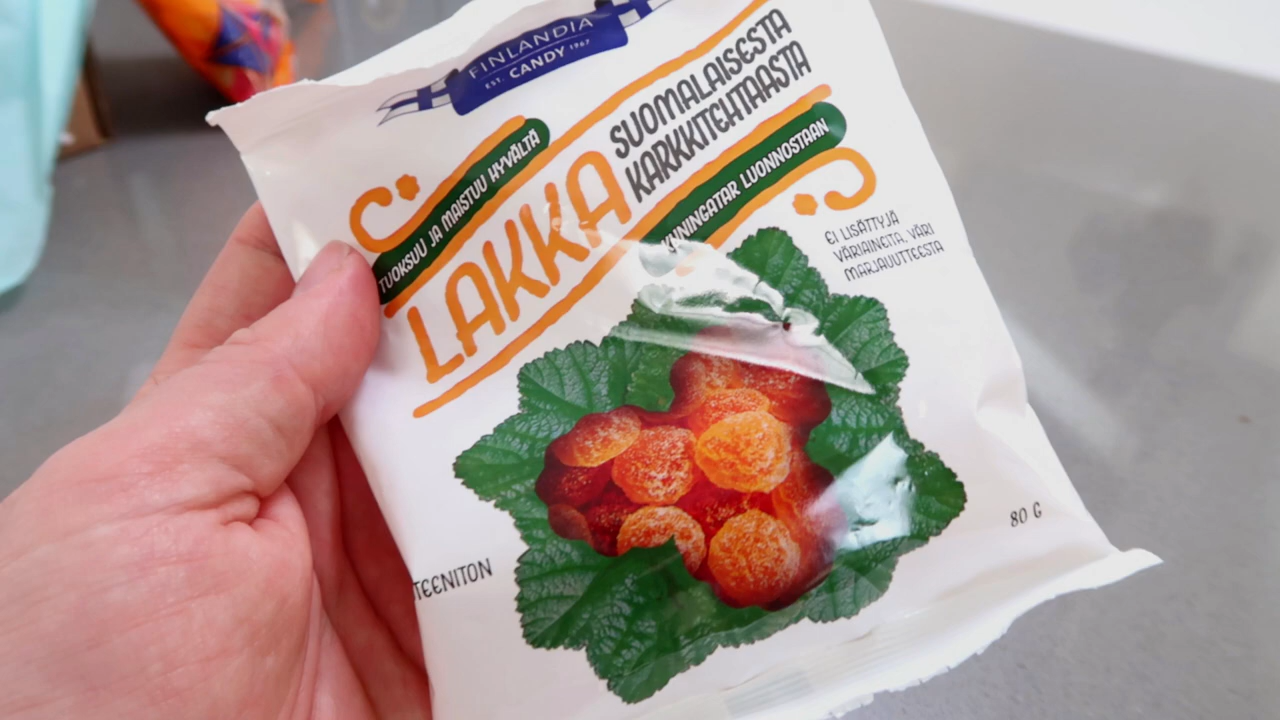 FINLANDIA
EST. CANDY 1967
TUOKSUU JA MAISTUU HYVÄLTÄ
LAKKA
SUOMALAISESTA
KARKKITEHTAASTA
KUNINGATAR LUONNOSTAAN
EI LISÄTTYJÄ
VÄRIAINEITA, VÄRI
MARJAUUTTEESTA
TEENITON
80 G